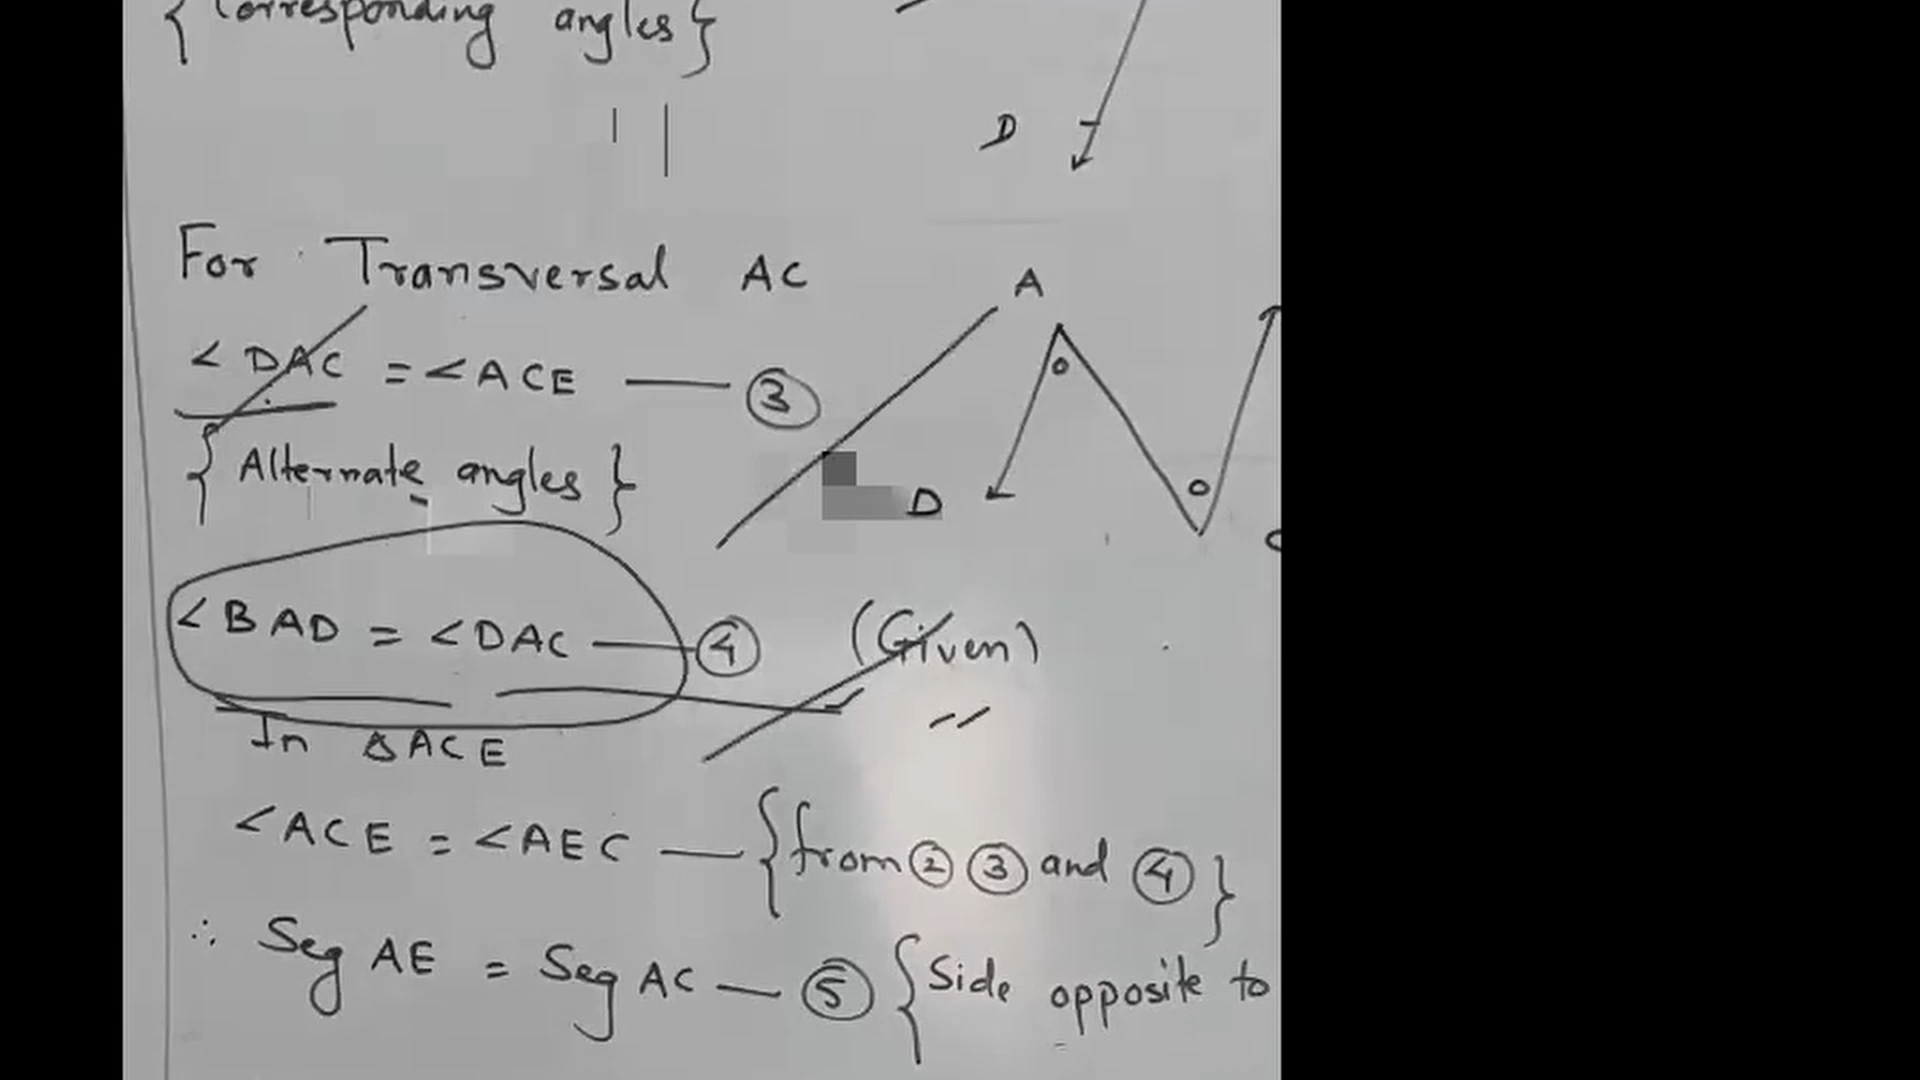 { Corresponding angles }
D
For Transversal AC
A
< DAC = < ACE — ③
{ Alternate angles }
D
< BAD = < DAC — ④ (Given)
In ΔACE
< ACE = < AEC — { from ② ③ and ④ }
∴ Seg AE = Seg AC — ⑤ { Side opposite to